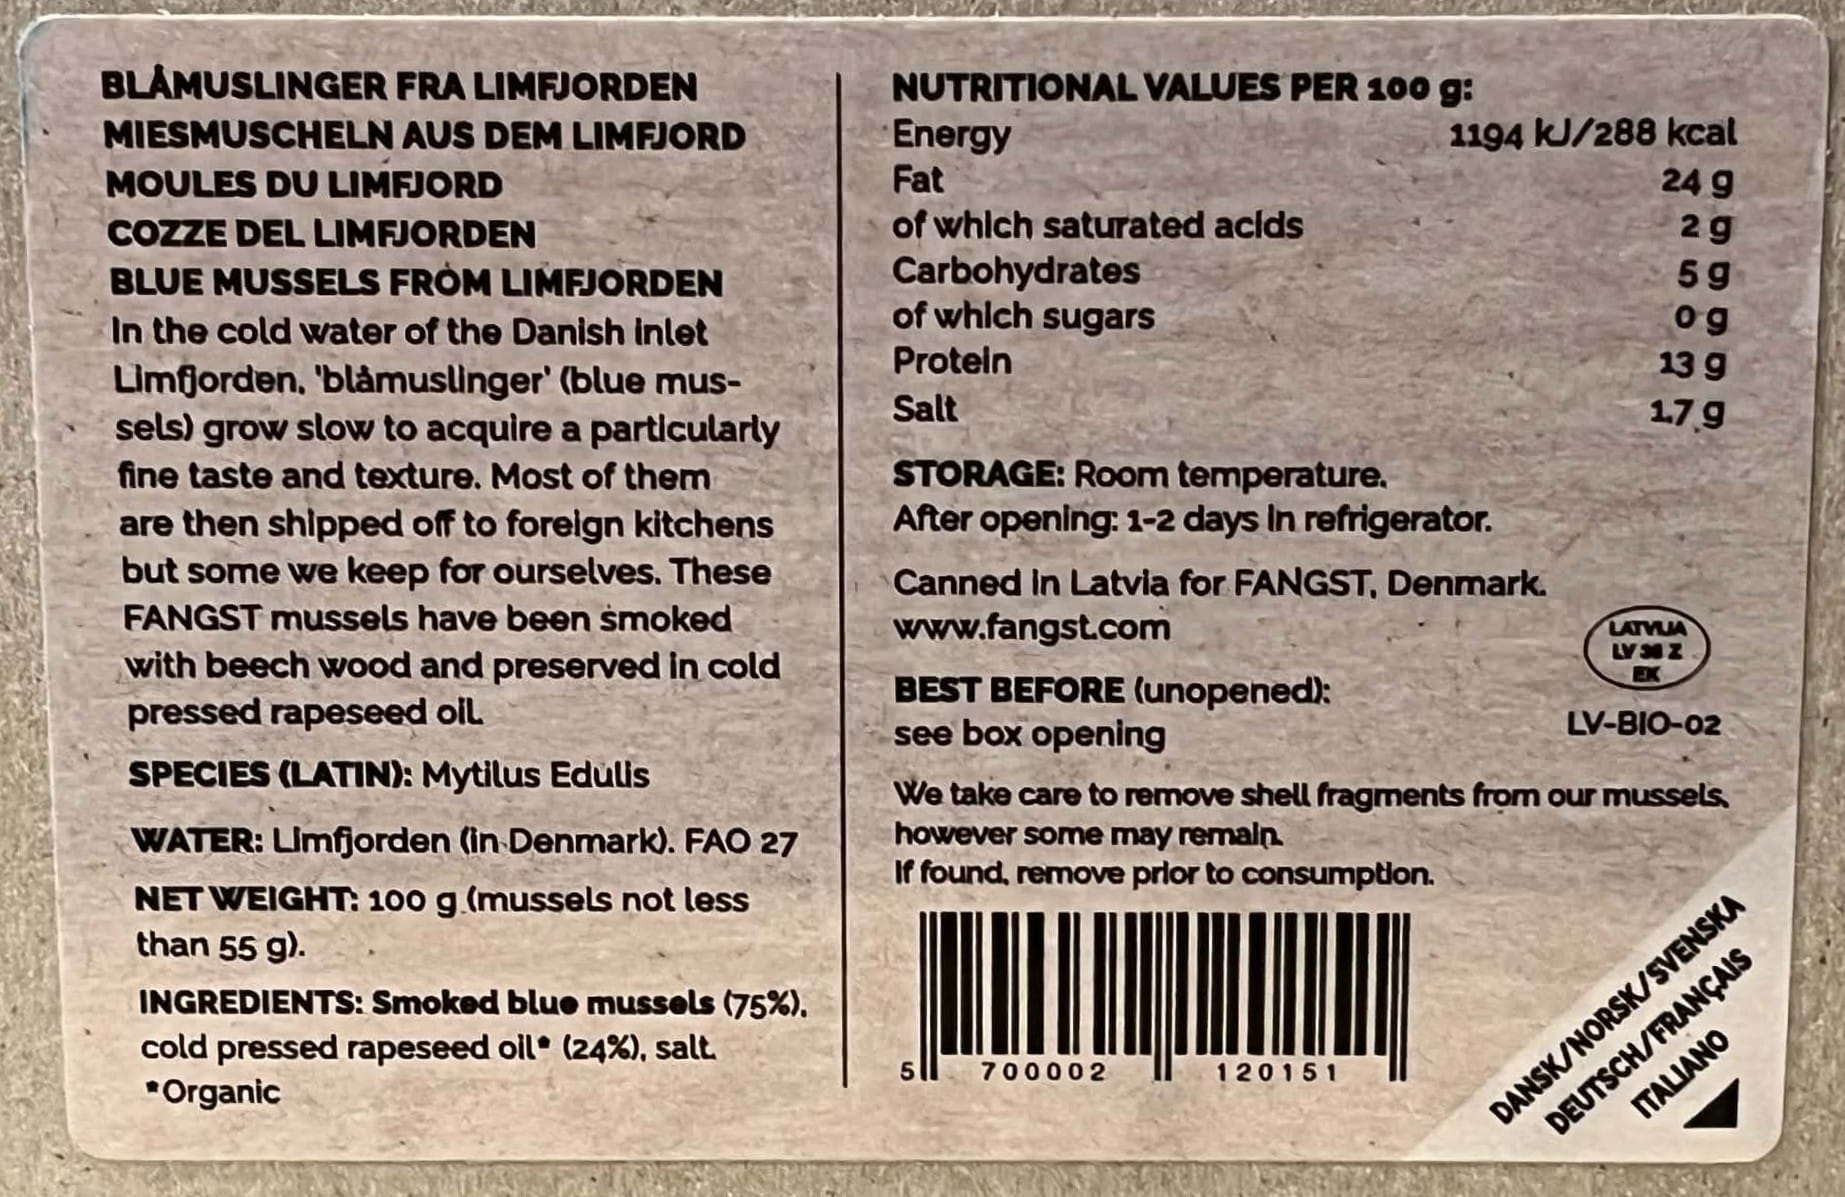 BLÅMUSLINGER FRA LIMFJORDEN
MIESMUSCHELN AUS DEM LIMFJORD
MOULES DU LIMFJORD
COZZE DEL LIMFJORDEN
BLUE MUSSELS FROM LIMFJORDEN
In the cold water of the Danish inlet
Limfjorden, 'blåmuslinger' (blue mus-
sels) grow slow to acquire a particularly
fine taste and texture. Most of them
are then shipped off to foreign kitchens
but some we keep for ourselves. These
FANGST mussels have been smoked
with beech wood and preserved in cold
pressed rapeseed oil.
SPECIES (LATIN): Mytilus Edulis
WATER: Limfjorden (in Denmark). FAO 27
NET WEIGHT: 100 g (mussels not less
than 55 g).
INGREDIENTS: Smoked blue mussels (75%),
cold pressed rapeseed oil* (24%), salt.
*Organic
NUTRITIONAL VALUES PER 100 g:
Energy 1194 kJ/288 kcal
Fat 24 g
of which saturated acids 2 g
Carbohydrates 5 g
of which sugars 0 g
Protein 13 g
Salt 1.7 g
STORAGE: Room temperature.
After opening: 1-2 days in refrigerator.
Canned in Latvia for FANGST, Denmark.
www.fangst.com
LATVIJA
LV Z
EK
LV-BIO-02
BEST BEFORE (unopened):
see box opening
We take care to remove shell fragments from our mussels,
however some may remain.
If found, remove prior to consumption.
5 700002 120151
DANSK/NORSK/SVENSKA
DEUTSCH/FRANÇAIS
ITALIANO